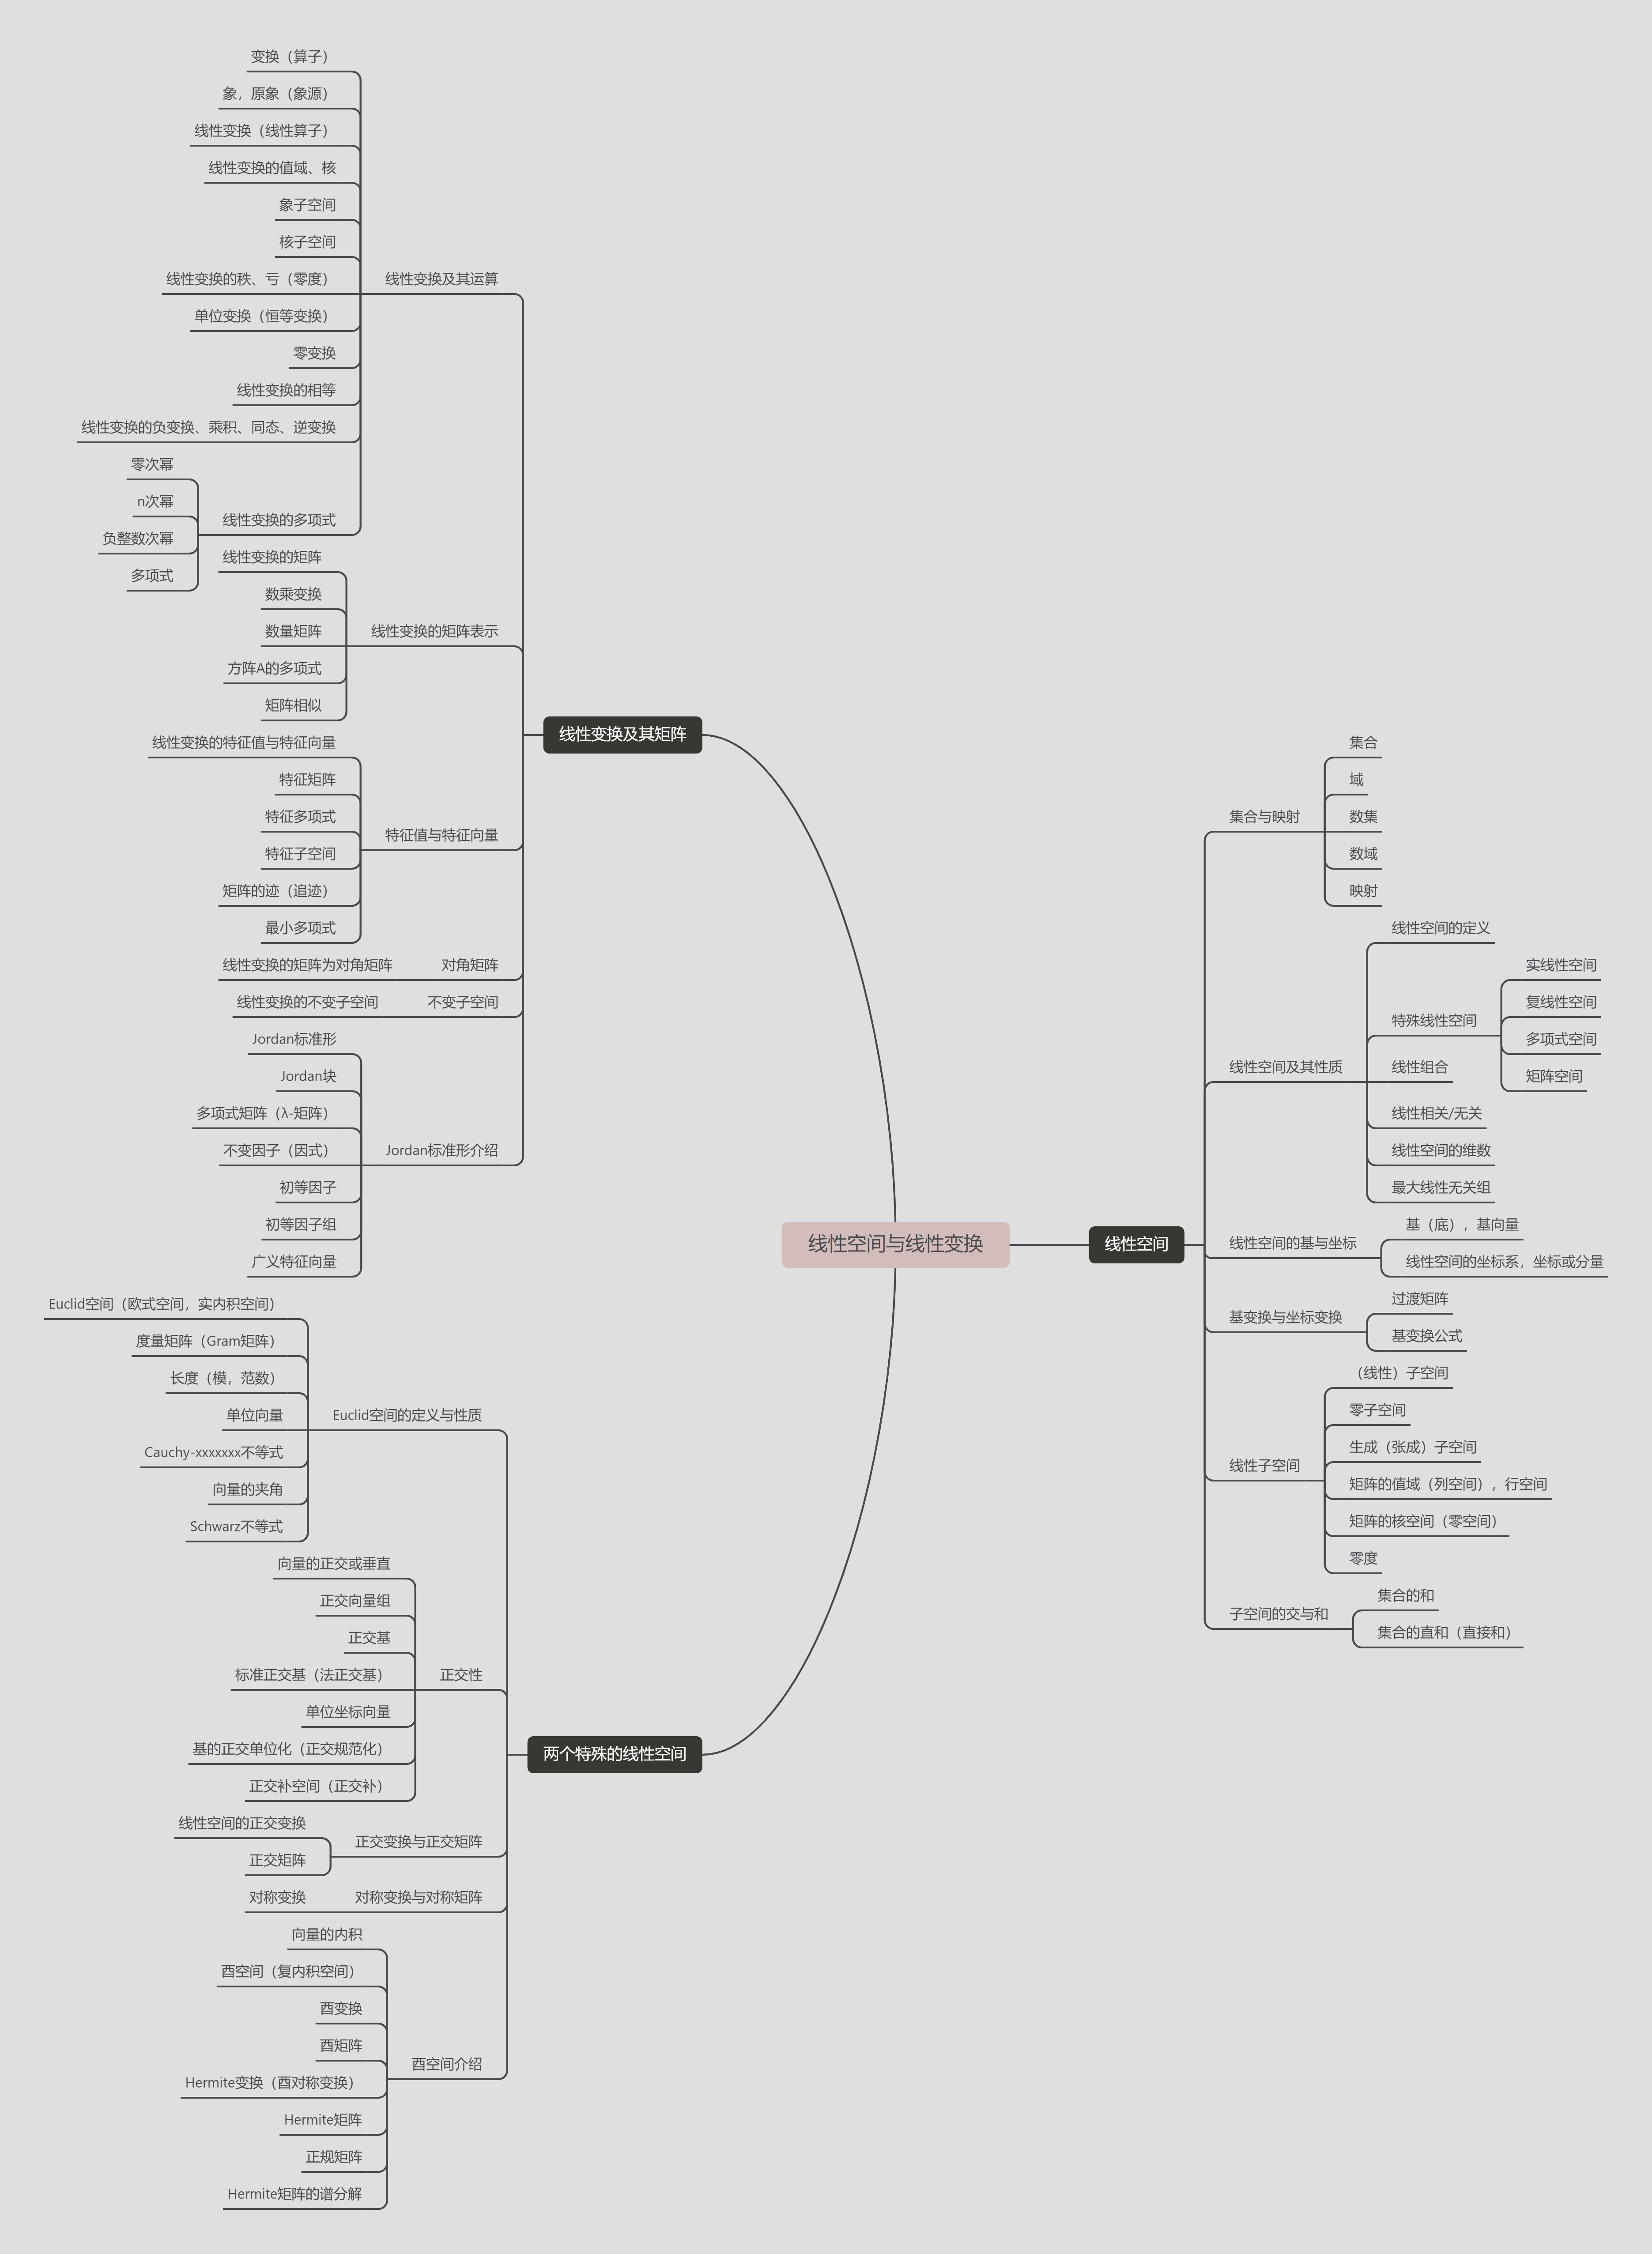 线性空间与线性变换
线性空间
集合与映射
集合
域
数集
数域
映射
线性空间及其性质
线性空间的定义
特殊线性空间
实线性空间
复线性空间
多项式空间
矩阵空间
线性组合
线性相关/无关
线性空间的维数
最大线性无关组
线性空间的基与坐标
基（底），基向量
线性空间的坐标系，坐标或分量
基变换与坐标变换
过渡矩阵
基变换公式
线性子空间
（线性）子空间
零子空间
生成（张成）子空间
矩阵的值域（列空间），行空间
矩阵的核空间（零空间）
零度
子空间的交与和
集合的和
集合的直和（直接和）
线性变换及其矩阵
线性变换及其运算
变换（算子）
象，原象（象源）
线性变换（线性算子）
线性变换的值域、核
象子空间
核子空间
线性变换的秩、亏（零度）
单位变换（恒等变换）
零变换
线性变换的相等
线性变换的负变换、乘积、同态、逆变换
线性变换的多项式
零次幂
n次幂
负整数次幂
多项式
线性变换的矩阵表示
线性变换的矩阵
数乘变换
数量矩阵
方阵A的多项式
矩阵相似
特征值与特征向量
线性变换的特征值与特征向量
特征矩阵
特征多项式
特征子空间
矩阵的迹（追迹）
最小多项式
对角矩阵
线性变换的矩阵为对角矩阵
不变子空间
线性变换的不变子空间
Jordan标准形介绍
Jordan标准形
Jordan块
多项式矩阵（λ-矩阵）
不变因子（因式）
初等因子
初等因子组
广义特征向量
两个特殊的线性空间
Euclid空间的定义与性质
Euclid空间（欧式空间，实内积空间）
度量矩阵（Gram矩阵）
长度（模，范数）
单位向量
Cauchy-xxxxxxx不等式
向量的夹角
Schwarz不等式
正交性
向量的正交或垂直
正交向量组
正交基
标准正交基（法正交基）
单位坐标向量
基的正交单位化（正交规范化）
正交补空间（正交补）
正交变换与正交矩阵
线性空间的正交变换
正交矩阵
对称变换与对称矩阵
对称变换
酉空间介绍
向量的内积
酉空间（复内积空间）
酉变换
酉矩阵
Hermite变换（酉对称变换）
Hermite矩阵
正规矩阵
Hermite矩阵的谱分解